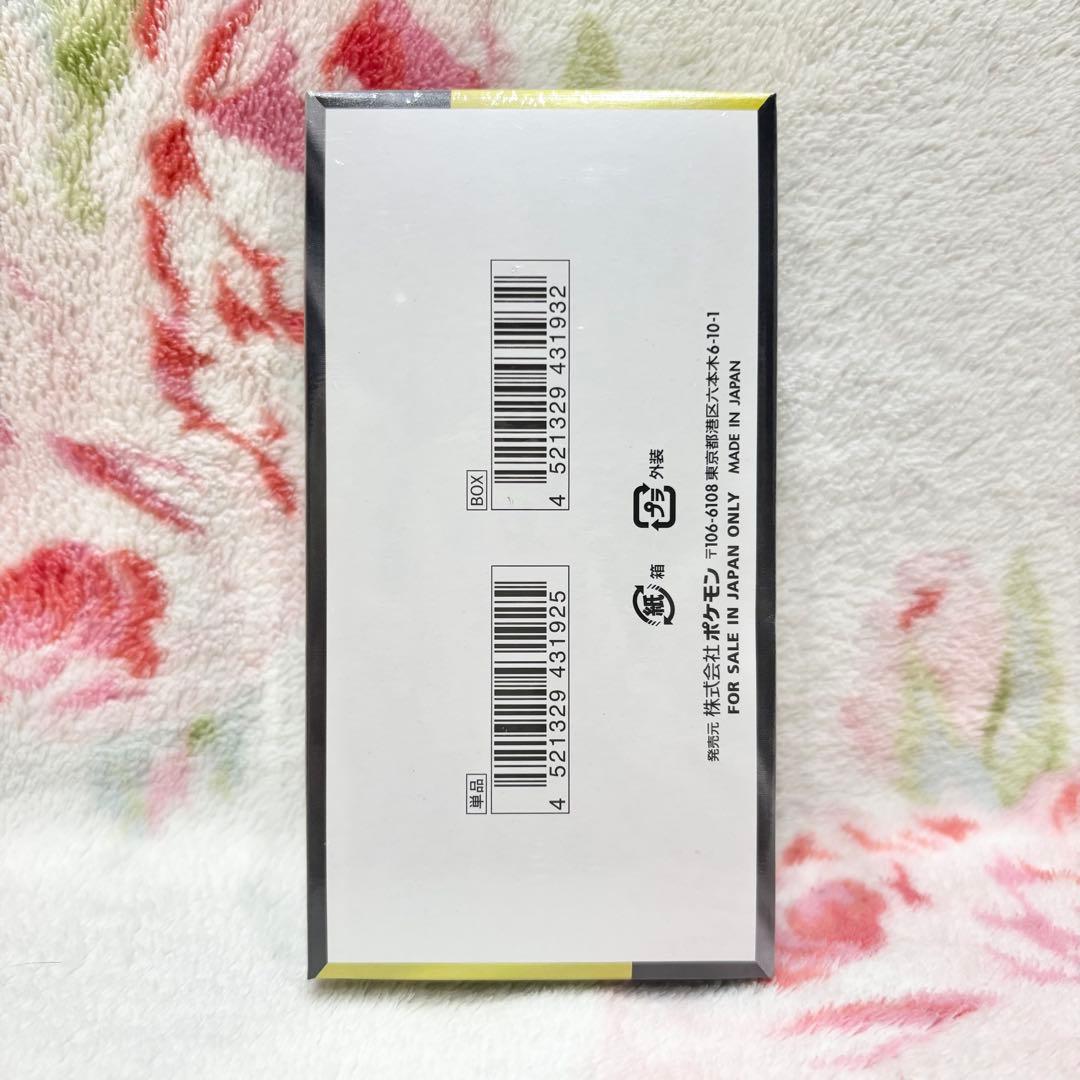 単品
4 521329 431925
BOX
4 521329 431932
紙 箱
プラ 外装
発売元 株式会社 ポケモン 〒106-6108 東京都港区六本木6-10-1
FOR SALE IN JAPAN ONLY MADE IN JAPAN